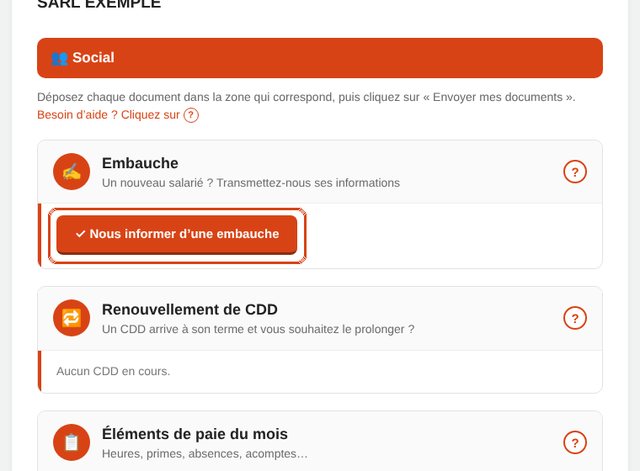 SARL EXEMPLE
👥 Social
Déposez chaque document dans la zone qui correspond, puis cliquez sur « Envoyer mes documents ».
Besoin d’aide ? Cliquez sur ?
Embauche
Un nouveau salarié ? Transmettez-nous ses informations
?
✓ Nous informer d’une embauche
Renouvellement de CDD
Un CDD arrive à son terme et vous souhaitez le prolonger ?
?
Aucun CDD en cours.
Éléments de paie du mois
Heures, primes, absences, acomptes…
?